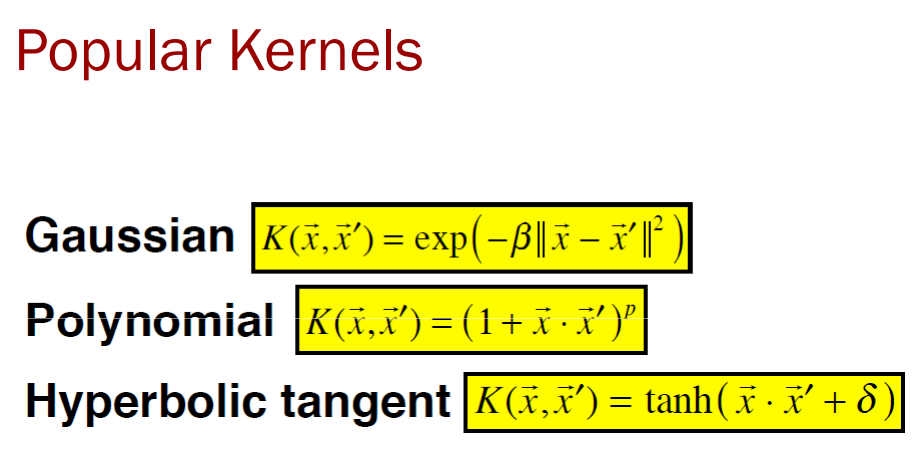 Popular Kernels
Gaussian K(x⃗,x⃗′) = exp(−β‖x⃗ − x⃗′‖²)
Polynomial K(x⃗,x⃗′) = (1 + x⃗ · x⃗′)ᵖ
Hyperbolic tangent K(x⃗,x⃗′) = tanh(x⃗ · x⃗′ + δ)